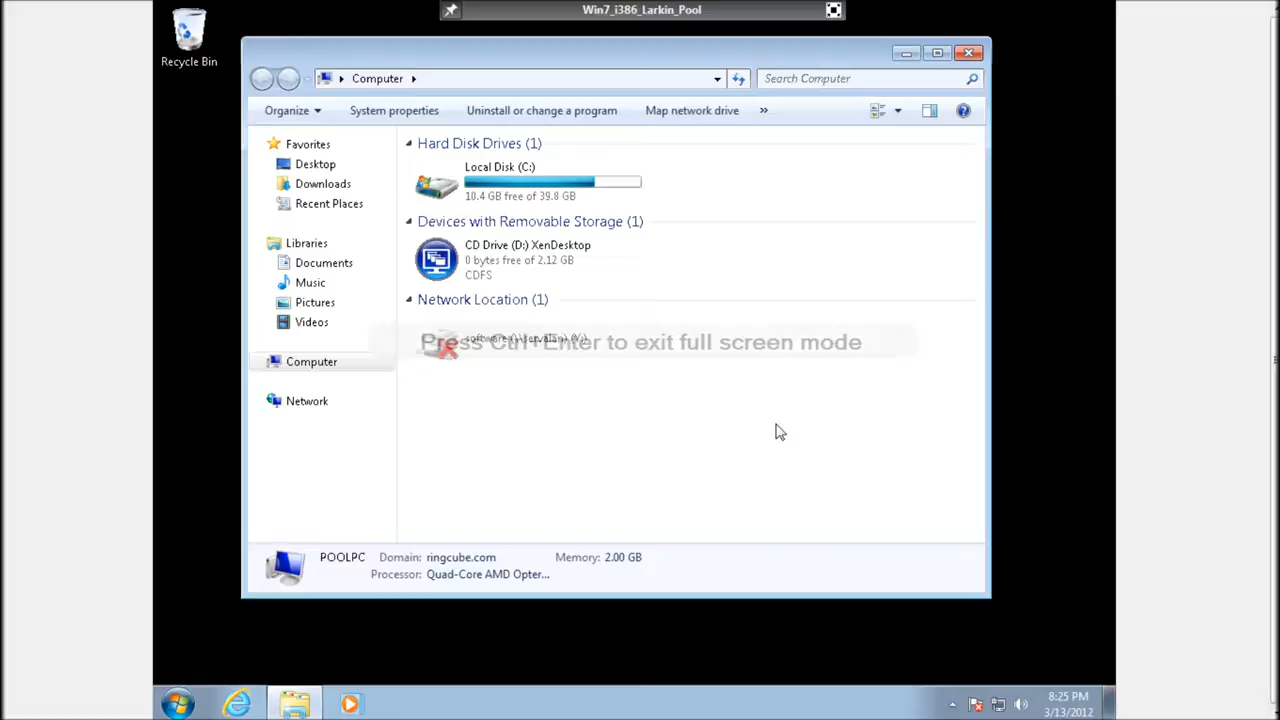 Win7_i386_Larkin_Pool
Recycle Bin
Computer
Search Computer
Organize
System properties
Uninstall or change a program
Map network drive
»
Favorites
Desktop
Downloads
Recent Places
Libraries
Documents
Music
Pictures
Videos
Computer
Network
Hard Disk Drives (1)
Local Disk (C:)
10.4 GB free of 39.8 GB
Devices with Removable Storage (1)
CD Drive (D:) XenDesktop
0 bytes free of 2.12 GB
CDFS
Network Location (1)
Press Ctrl+Enter to exit full screen mode
POOLPC
Domain: ringcube.com
Memory: 2.00 GB
Processor: Quad-Core AMD Opter...
8:25 PM
3/13/2012